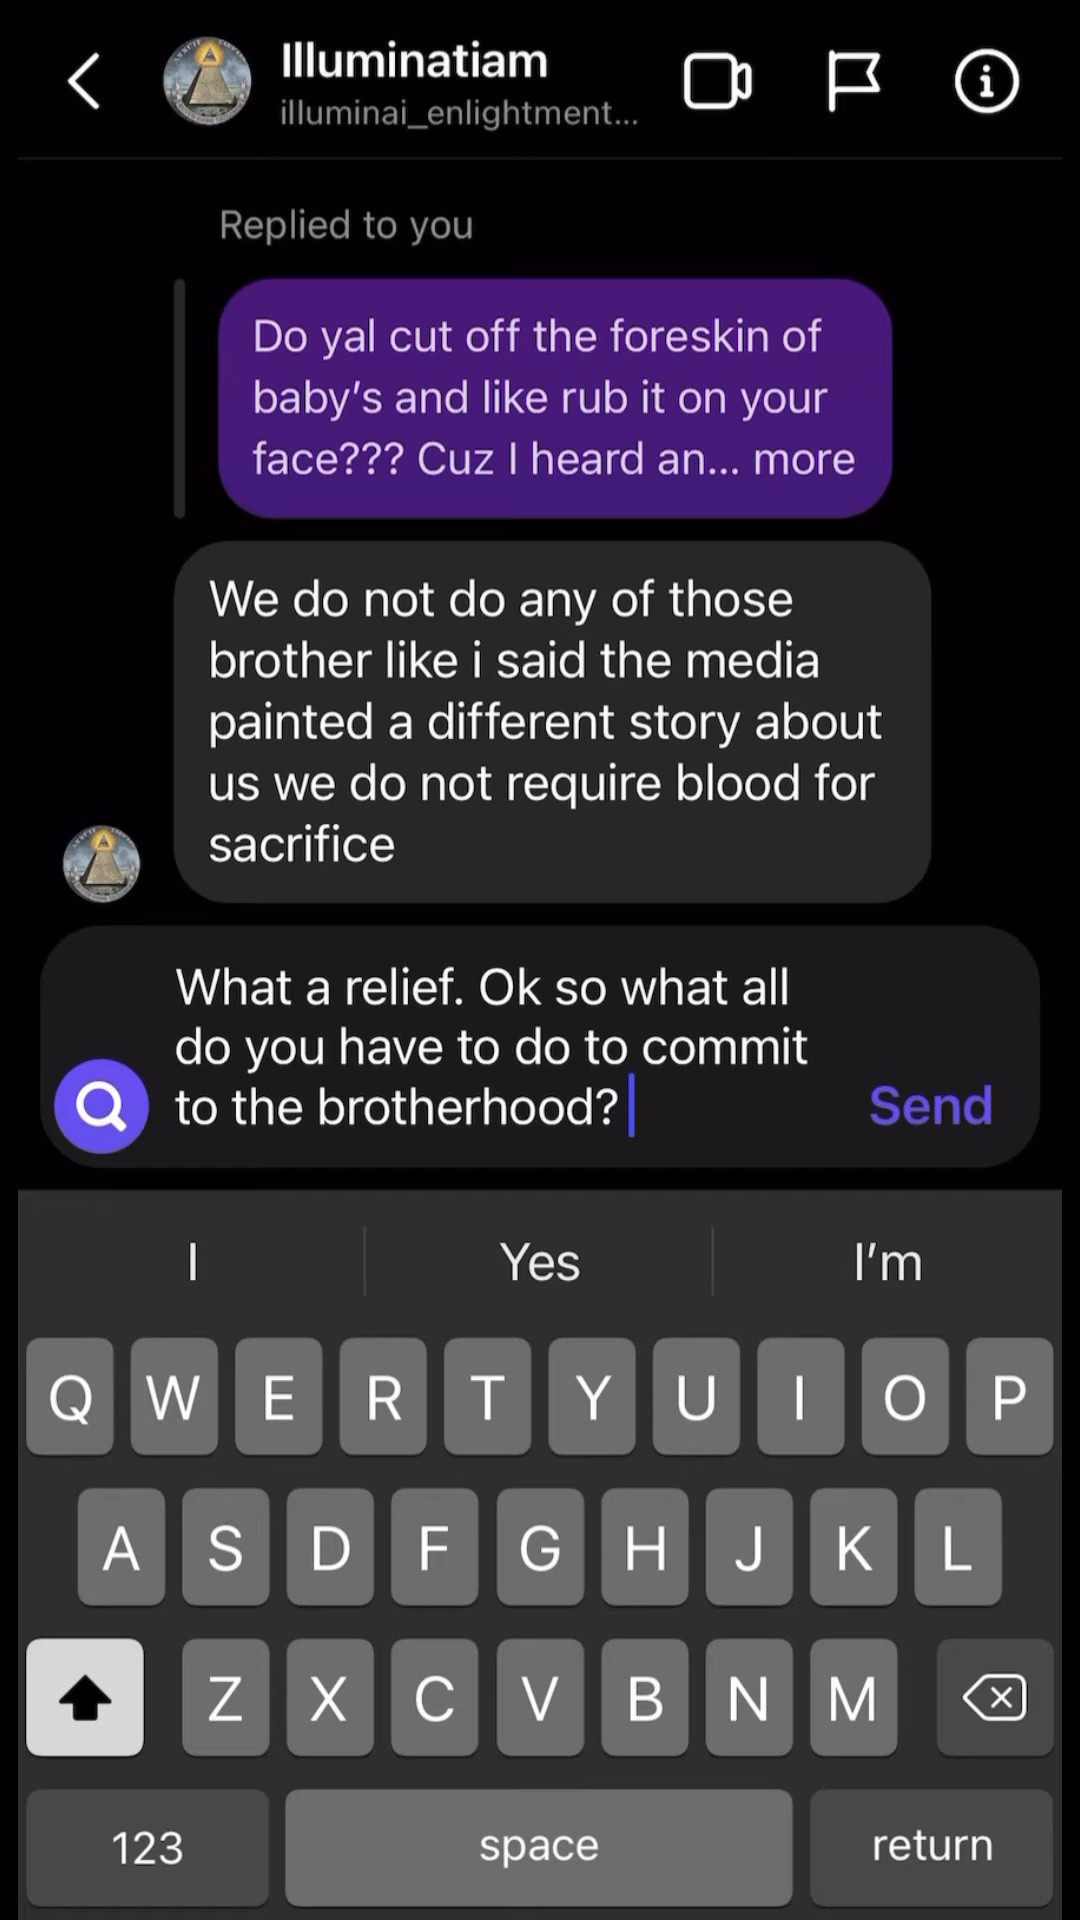 Illuminatiam
illuminai_enlightment...
Replied to you
Do yal cut off the foreskin of
baby's and like rub it on your
face??? Cuz I heard an... more
We do not do any of those
brother like i said the media
painted a different story about
us we do not require blood for
sacrifice
What a relief. Ok so what all
do you have to do to commit
to the brotherhood?
Send
I Yes I'm
Q W E R T Y U I O P
A S D F G H J K L
Z X C V B N M
123 space return